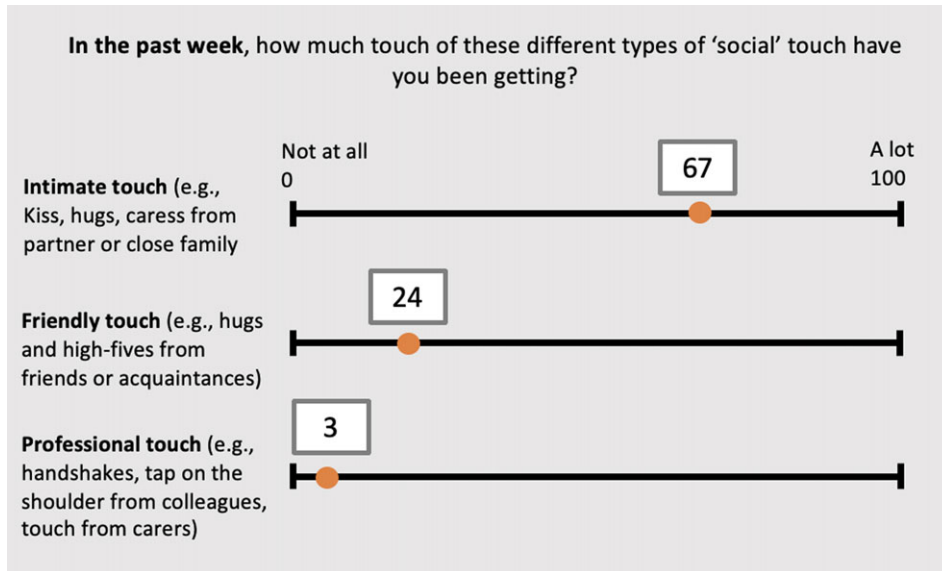 In the past week, how much touch of these different types of ‘social’ touch have
you been getting?
Not at all
0
A lot
100
67
Intimate touch (e.g.,
Kiss, hugs, caress from
partner or close family
24
Friendly touch (e.g., hugs
and high-fives from
friends or acquaintances)
3
Professional touch (e.g.,
handshakes, tap on the
shoulder from colleagues,
touch from carers)